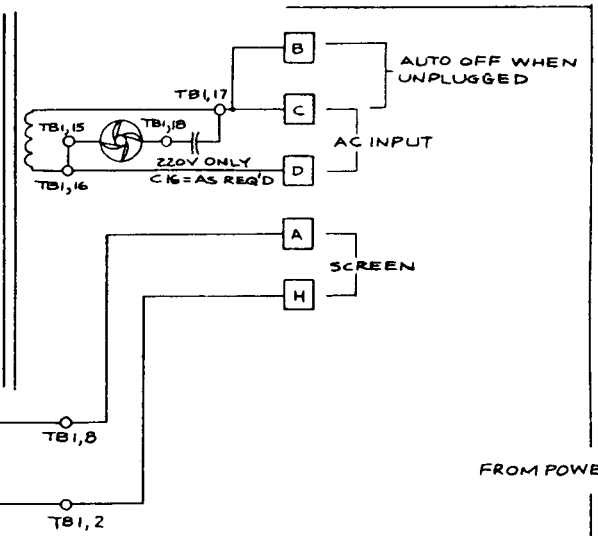 B
AUTO OFF WHEN
UNPLUGGED
TB1,17
C
TB1,15
TB1,18
AC INPUT
220V ONLY
D
C16=AS REQ'D
TB1,16
A
SCREEN
H
TB1,8
FROM POWE
TB1,2